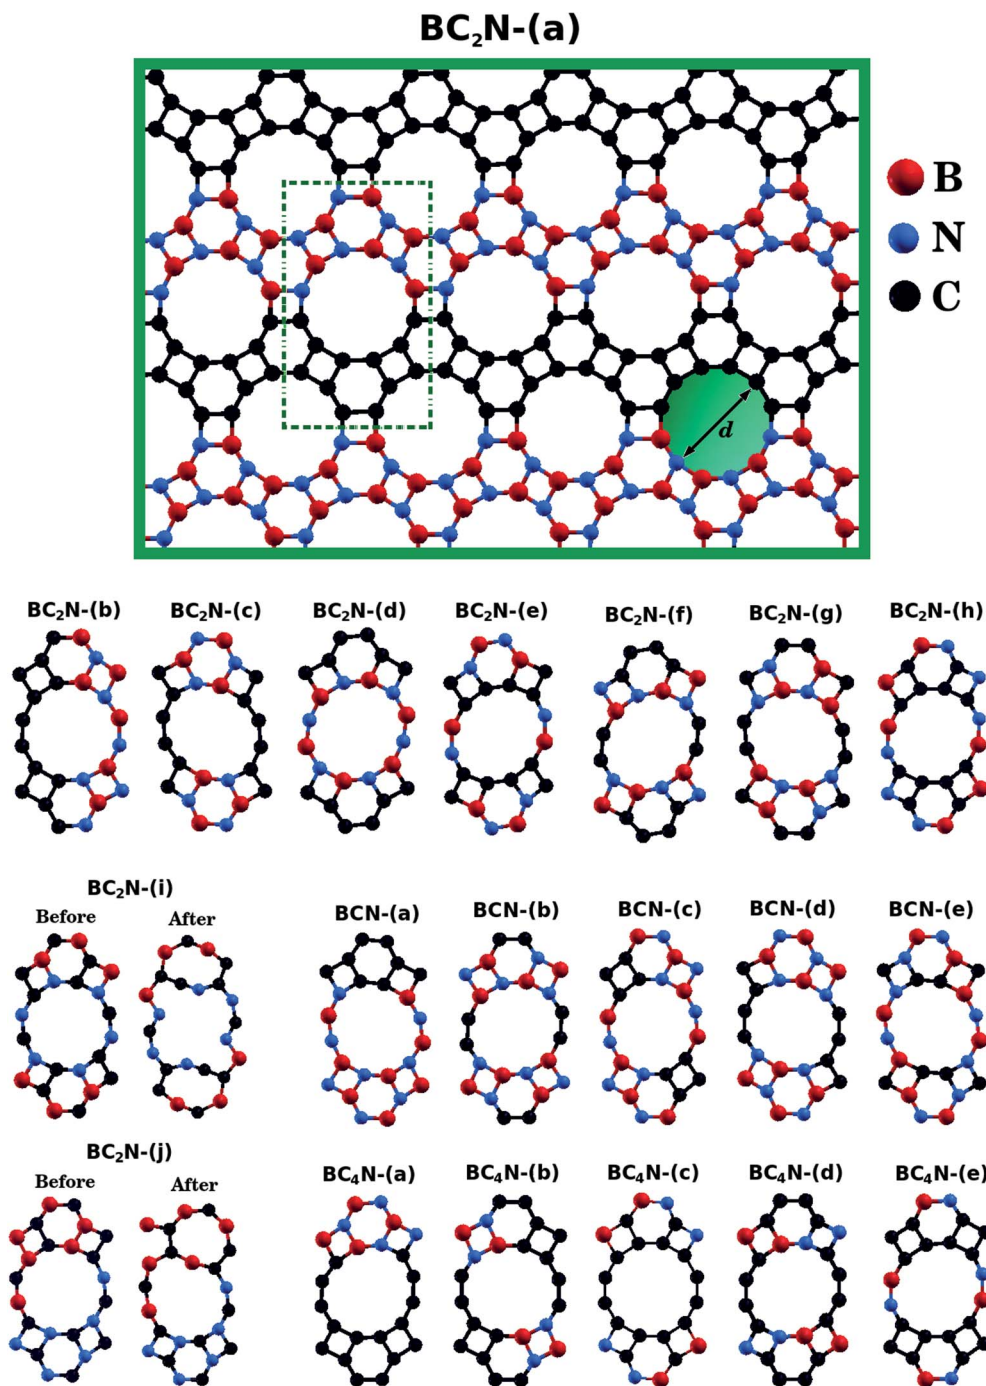 BC₂N-(a)
B
N
C
d
BC₂N-(b) BC₂N-(c) BC₂N-(d) BC₂N-(e) BC₂N-(f) BC₂N-(g) BC₂N-(h)
BC₂N-(i)
Before After
BCN-(a) BCN-(b) BCN-(c) BCN-(d) BCN-(e)
BC₂N-(j)
Before After
BC₄N-(a) BC₄N-(b) BC₄N-(c) BC₄N-(d) BC₄N-(e)